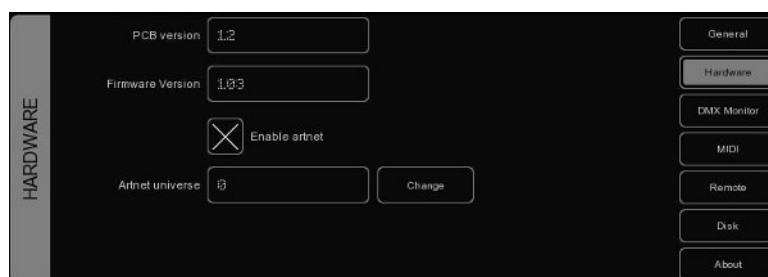 HARDWARE
PCB version 1.2
Firmware Version 1.03
Enable artnet
Artnet universe 0 Change
General
Hardware
DMX Monitor
MIDI
Remote
Disk
About